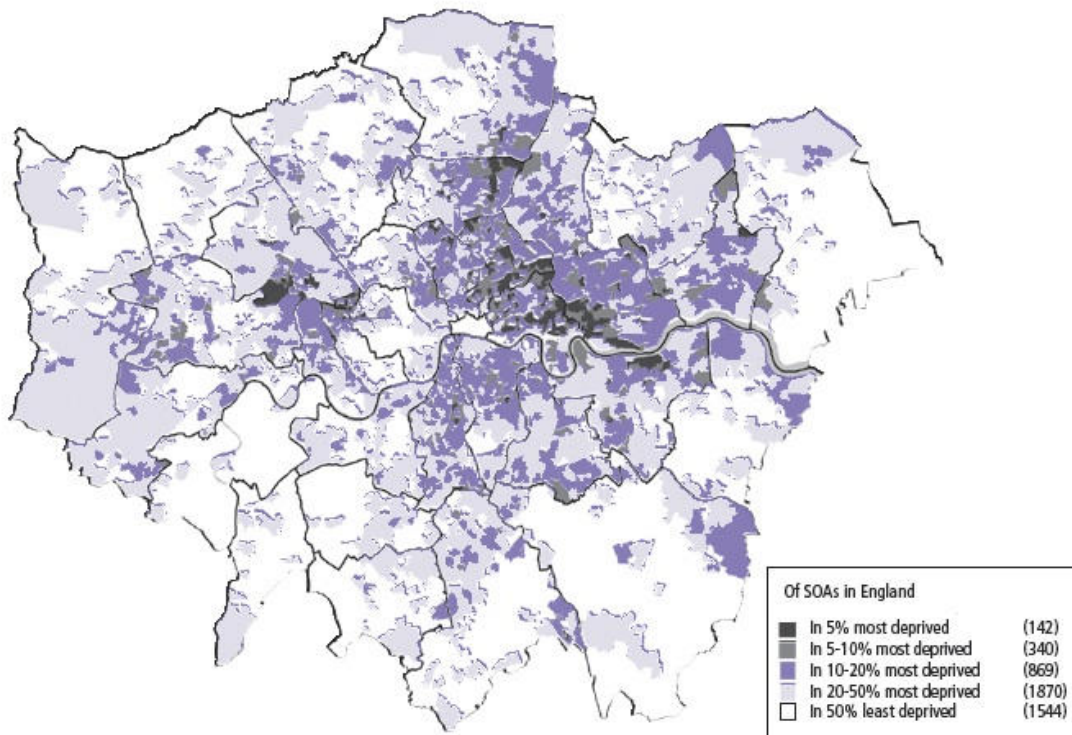 Of SOAs in England
In 5% most deprived (142)
In 5-10% most deprived (340)
In 10-20% most deprived (869)
In 20-50% most deprived (1870)
In 50% least deprived (1544)